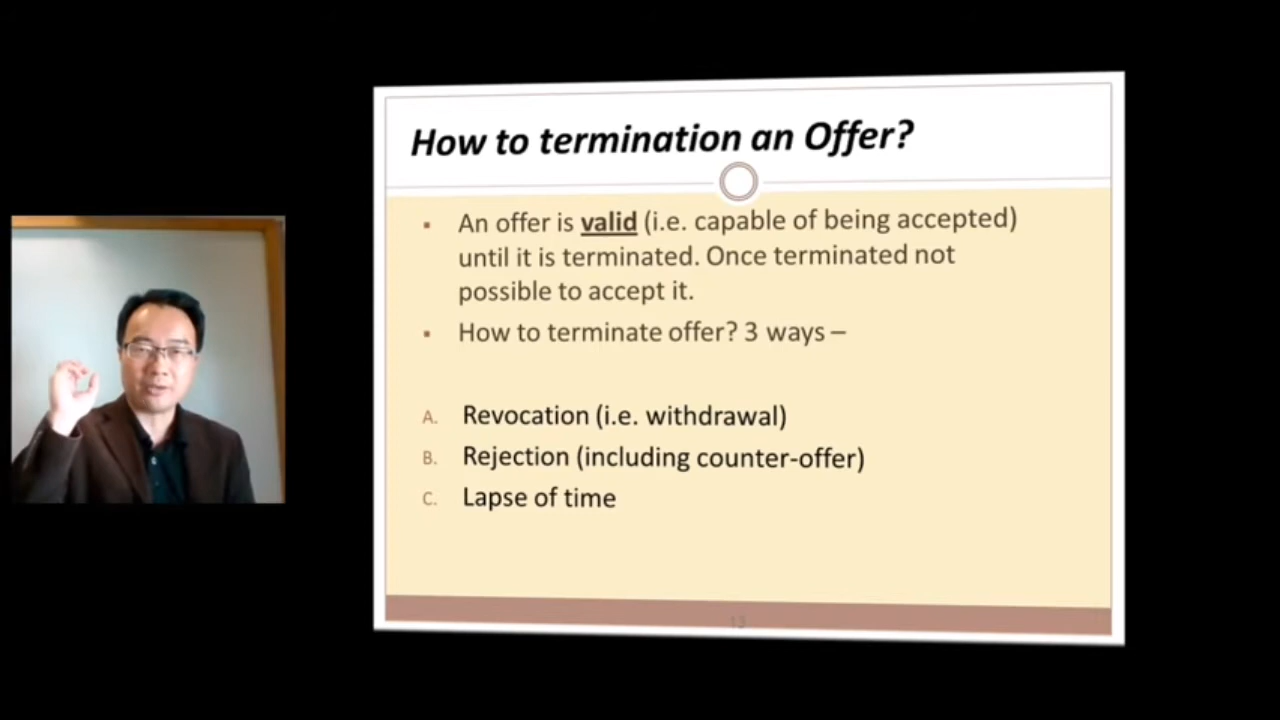 How to termination an Offer?
▪ An offer is valid (i.e. capable of being accepted)
until it is terminated. Once terminated not
possible to accept it.
▪ How to terminate offer? 3 ways –
A. Revocation (i.e. withdrawal)
B. Rejection (including counter-offer)
C. Lapse of time
13